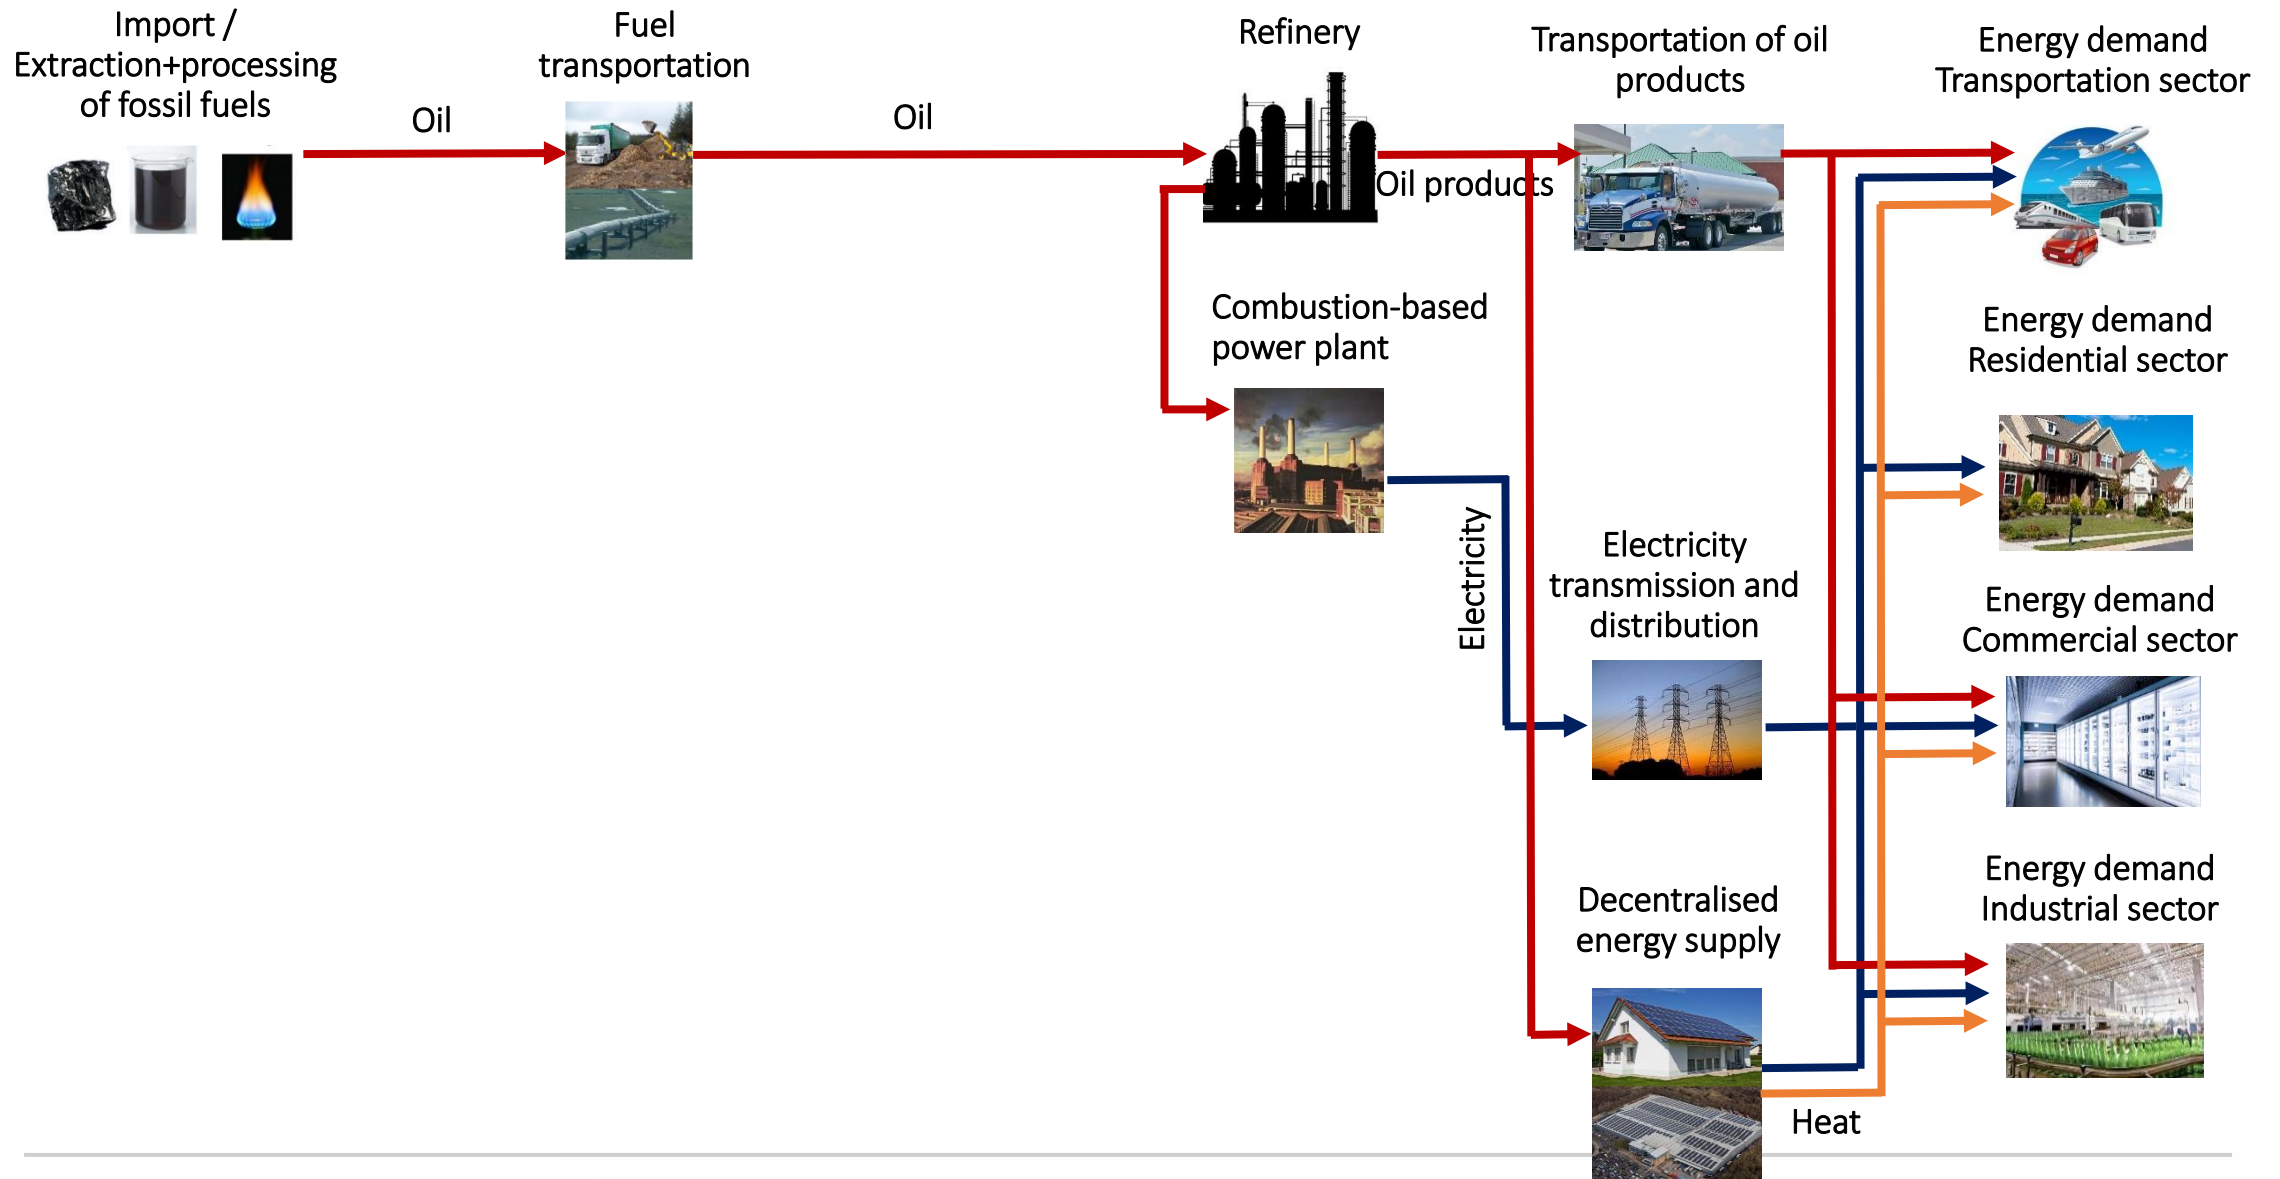 Import /
Extraction+processing
of fossil fuels
Oil
Fuel
transportation
Oil
Refinery
Oil products
Transportation of oil
products
Energy demand
Transportation sector
Combustion-based
power plant
Energy demand
Residential sector
Electricity
Electricity
transmission and
distribution
Energy demand
Commercial sector
Decentralised
energy supply
Energy demand
Industrial sector
Heat